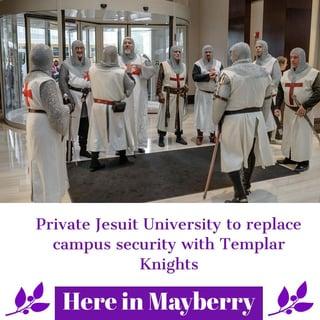 Private Jesuit University to replace
campus security with Templar
Knights
Here in Mayberry